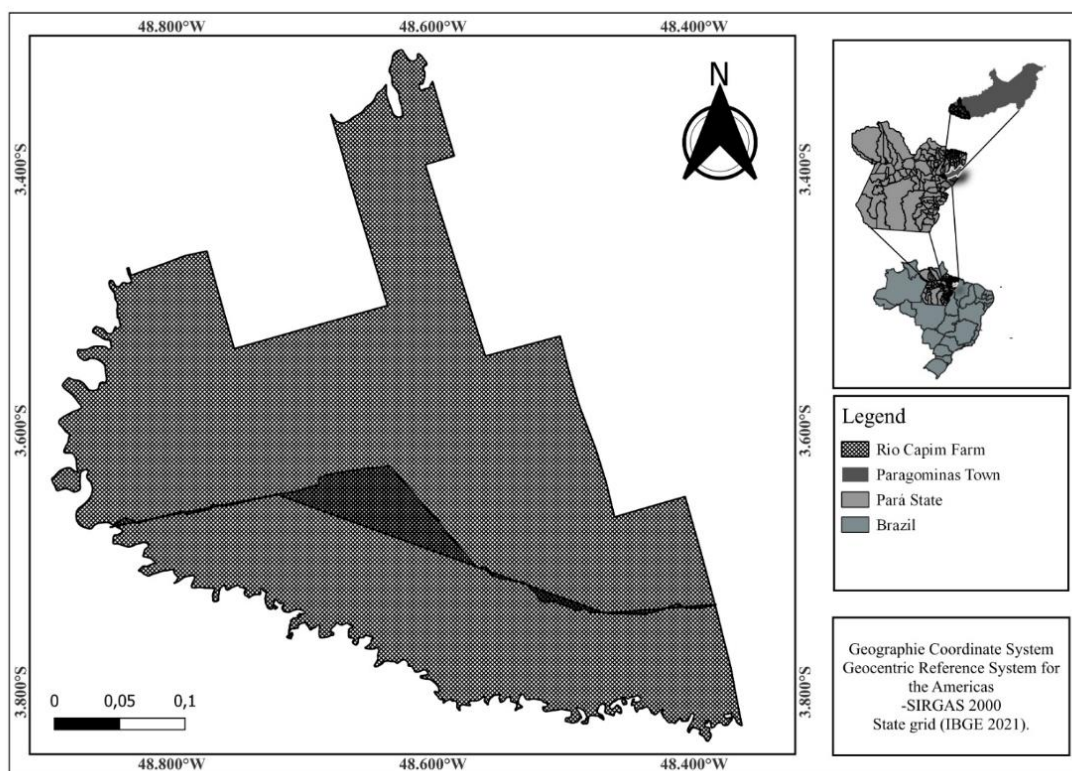 48.800°W 48.600°W 48.400°W
N
3.400°S 3.400°S
3.600°S 3.600°S
3.800°S 3.800°S
0 0,05 0,1
48.800°W 48.600°W 48.400°W
Legend
Rio Capim Farm
Paragominas Town
Pará State
Brazil
Geographic Coordinate System
Geocentric Reference System for
the Americas
-SIRGAS 2000
State grid (IBGE 2021).